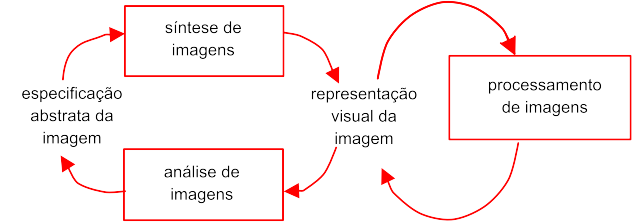 síntese de
imagens
especificação
abstrata da
imagem
representação
visual da
imagem
processamento
de imagens
análise de
imagens